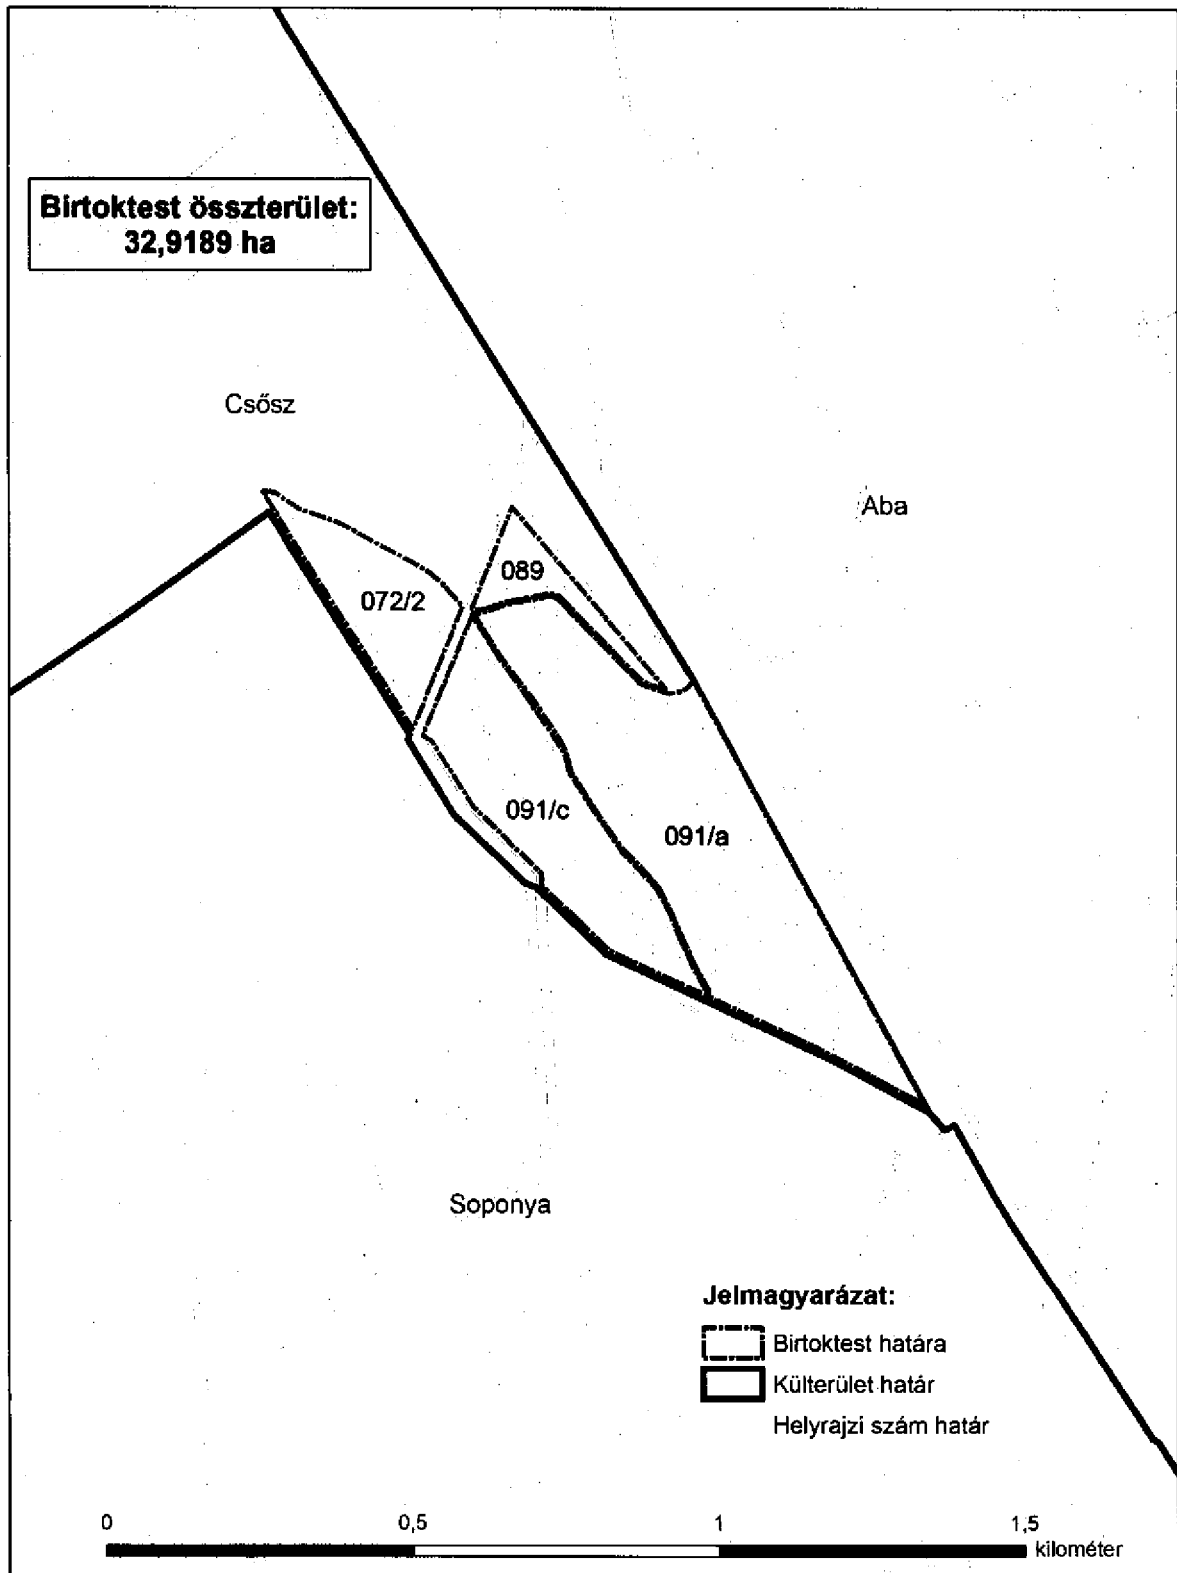 Birtoktest összterület:
32,9189 ha
Csősz
Aba
089
072/2
091/c
091/a
Soponya
Jelmagyarázat:
Birtoktest határa
Külterület határ
Helyrajzi szám határ
0 0,5 1 1,5
kilométer